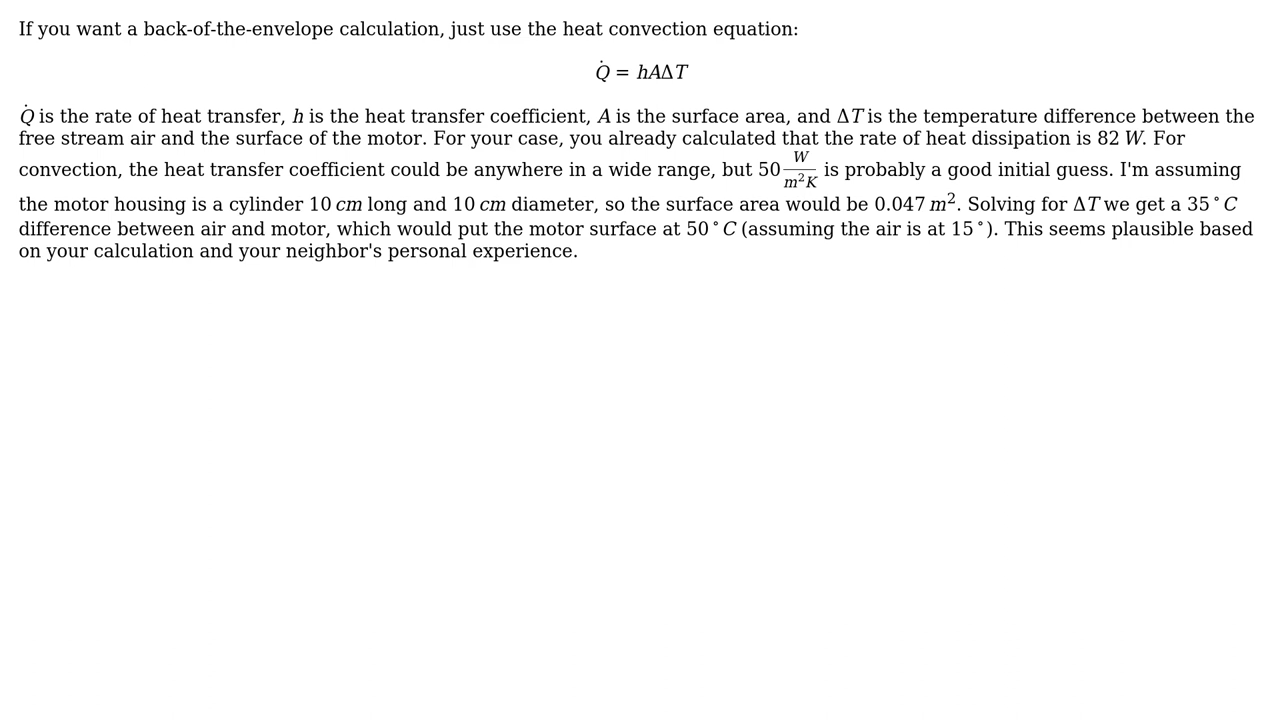 If you want a back-of-the-envelope calculation, just use the heat convection equation:
Q̇ = hAΔT
Q̇ is the rate of heat transfer, h is the heat transfer coefficient, A is the surface area, and ΔT is the temperature difference between the
free stream air and the surface of the motor. For your case, you already calculated that the rate of heat dissipation is 82 W. For
convection, the heat transfer coefficient could be anywhere in a wide range, but 50 W/m²K is probably a good initial guess. I'm assuming
the motor housing is a cylinder 10 cm long and 10 cm diameter, so the surface area would be 0.047 m². Solving for ΔT we get a 35°C
difference between air and motor, which would put the motor surface at 50°C (assuming the air is at 15°). This seems plausible based
on your calculation and your neighbor's personal experience.